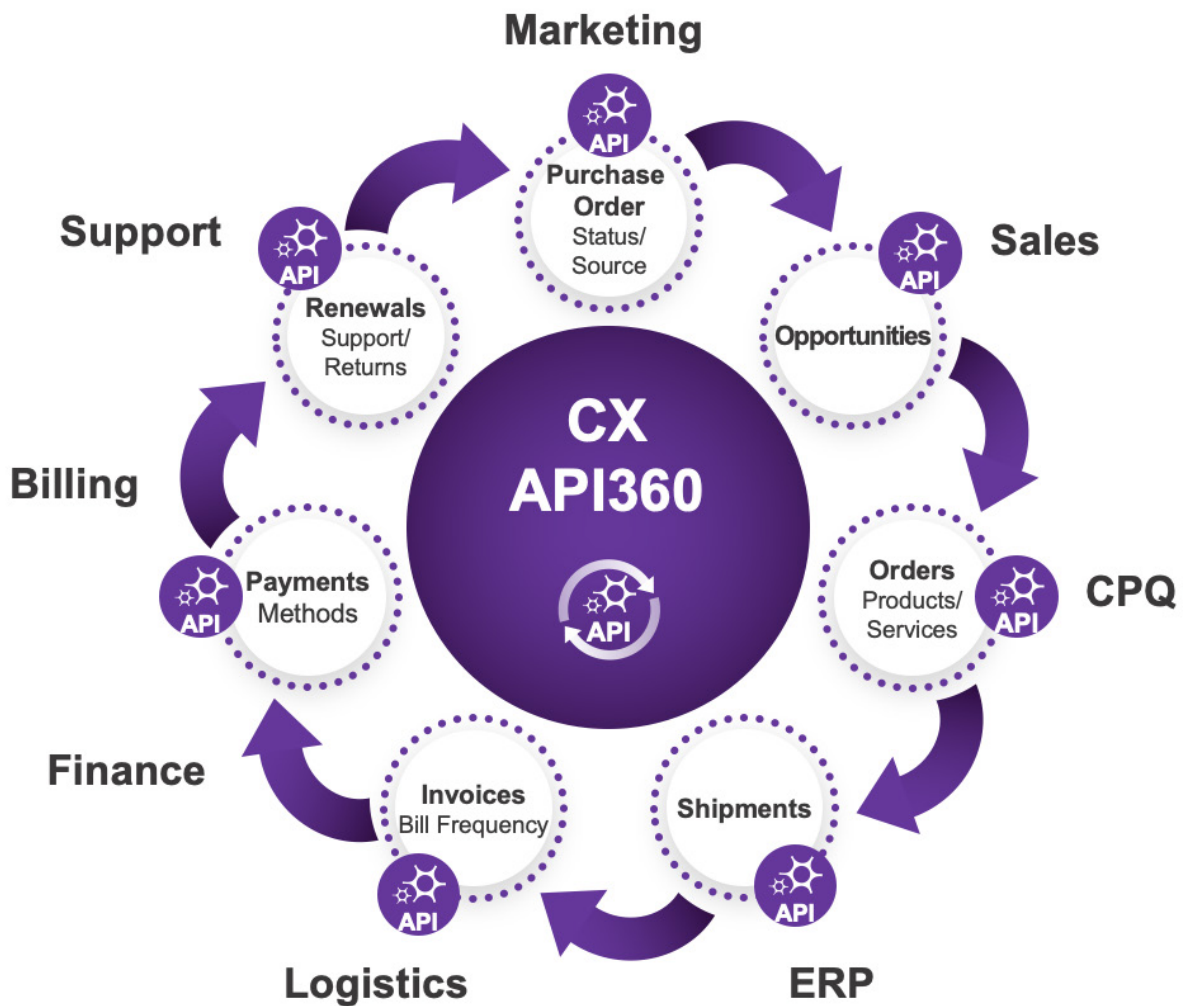 Marketing
API
Purchase
Order
Status/
Source
Sales
API
Opportunities
CPQ
API
Orders
Products/
Services
ERP
API
Shipments
Logistics
API
Invoices
Bill Frequency
Finance
Billing
API
Payments
Methods
Support
API
Renewals
Support/
Returns
CX
API360
API